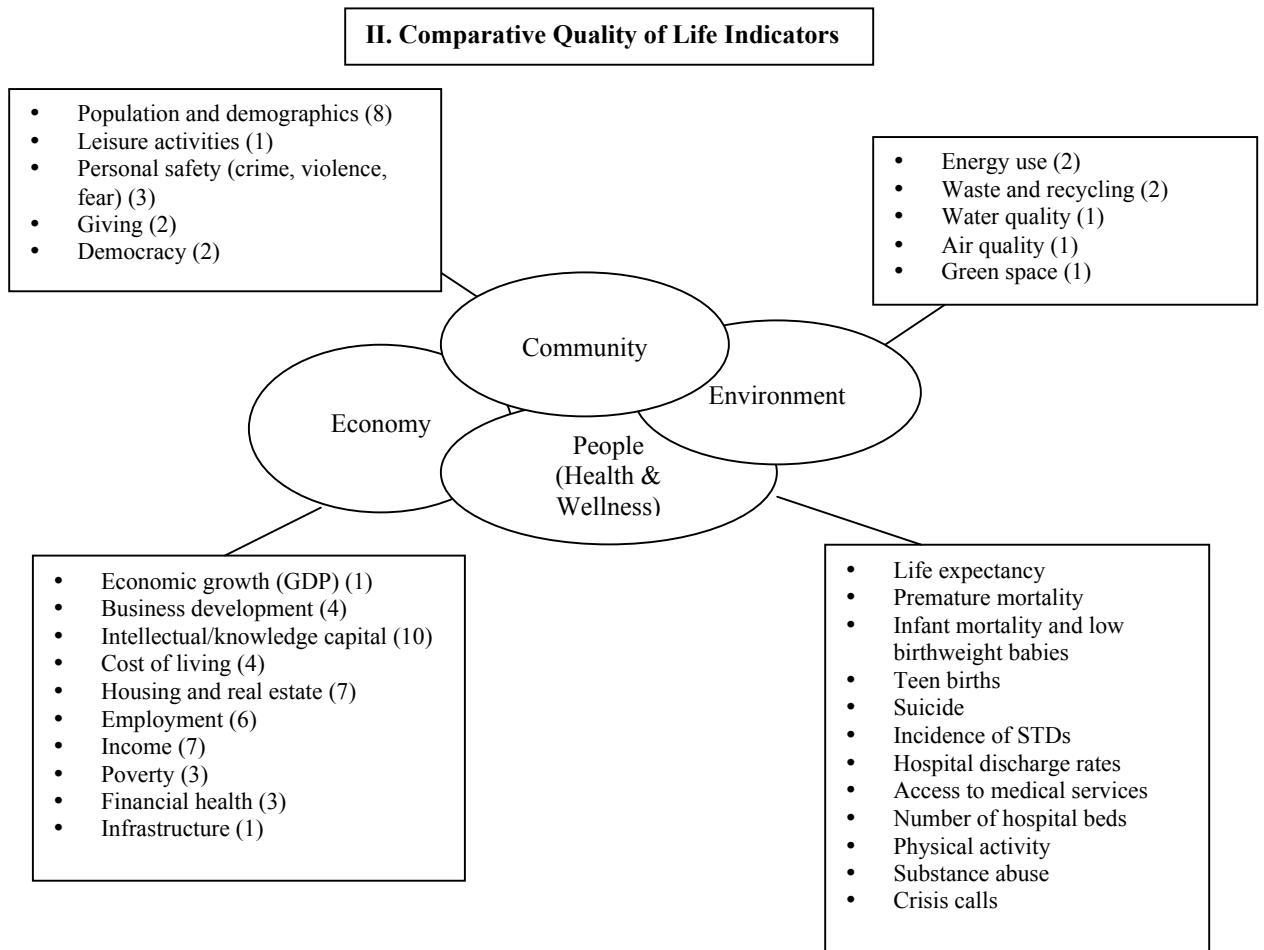 II. Comparative Quality of Life Indicators
• Population and demographics (8)
• Leisure activities (1)
• Personal safety (crime, violence,
fear) (3)
• Giving (2)
• Democracy (2)
• Energy use (2)
• Waste and recycling (2)
• Water quality (1)
• Air quality (1)
• Green space (1)
Community
Environment
Economy
People
(Health &
Wellness)
• Economic growth (GDP) (1)
• Business development (4)
• Intellectual/knowledge capital (10)
• Cost of living (4)
• Housing and real estate (7)
• Employment (6)
• Income (7)
• Poverty (3)
• Financial health (3)
• Infrastructure (1)
• Life expectancy
• Premature mortality
• Infant mortality and low
birthweight babies
• Teen births
• Suicide
• Incidence of STDs
• Hospital discharge rates
• Access to medical services
• Number of hospital beds
• Physical activity
• Substance abuse
• Crisis calls